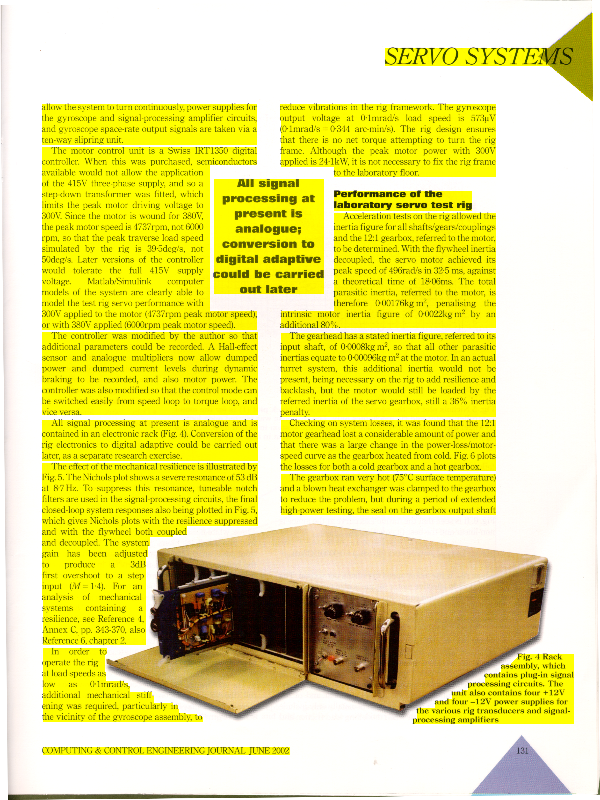 SERVO SYSTEMS
allow the system to turn continuously, power supplies for
the gyroscope and signal-processing amplifier circuits,
and gyroscope space-rate output signals are taken via a
ten-way slipring unit.
The motor control unit is a Swiss IRT1350 digital
controller. When this was purchased, semiconductors
available would not allow the application
of the 415V three-phase supply, and so a
step-down transformer was fitted, which
limits the peak motor driving voltage to
300V. Since the motor is wound for 380V,
the peak motor speed is 4737rpm, not 6000
rpm, so that the peak traverse load speed
simulated by the rig is 39·5deg/s, not
50deg/s. Later versions of the controller
would tolerate the full 415V supply
voltage. Matlab/Simulink computer
models of the system are clearly able to
model the test rig servo performance with
300V applied to the motor (4737rpm peak motor speed),
or with 380V applied (6000rpm peak motor speed).
The controller was modified by the author so that
additional parameters could be recorded. A Hall-effect
sensor and analogue multipliers now allow dumped
power and dumped current levels during dynamic
braking to be recorded, and also motor power. The
controller was also modified so that the control mode can
be switched easily from speed loop to torque loop, and
vice versa.
All signal processing at present is analogue and is
contained in an electronic rack (Fig. 4). Conversion of the
rig electronics to digital adaptive could be carried out
later, as a separate research exercise.
The effect of the mechanical resilience is illustrated by
Fig. 5. The Nichols plot shows a severe resonance of 53 dB
at 8·7 Hz. To suppress this resonance, tuneable notch
filters are used in the signal-processing circuits, the final
closed-loop system responses also being plotted in Fig. 5,
which gives Nichols plots with the resilience suppressed
and with the flywheel both coupled
and decoupled. The system
gain has been adjusted
to produce a 3dB
first overshoot to a step
input (M = 1·4). For an
analysis of mechanical
systems containing a
resilience, see Reference 4,
Annex C, pp. 343-370, also
Reference 6, chapter 2.
In order to
operate the rig
at load speeds as
low as 0·1mrad/s,
additional mechanical stiff-
ening was required, particularly in
the vicinity of the gyroscope assembly, to
All signal
processing at
present is
analogue;
conversion to
digital adaptive
could be carried
out later
reduce vibrations in the rig framework. The gyroscope
output voltage at 0·1mrad/s load speed is 573µV
(0·1mrad/s = 0·344 arc-min/s). The rig design ensures
that there is no net torque attempting to turn the rig
frame. Although the peak motor power with 300V
applied is 24·1kW, it is not necessary to fix the rig frame
to the laboratory floor.
Performance of the
laboratory servo test rig
Acceleration tests on the rig allowed the
inertia figure for all shafts/gears/couplings
and the 12:1 gearbox, referred to the motor,
to be determined. With the flywheel inertia
decoupled, the servo motor achieved its
peak speed of 496rad/s in 32·5 ms, against
a theoretical time of 18·06ms. The total
parasitic inertia, referred to the motor, is
therefore 0·00176kg m², penalising the
intrinsic motor inertia figure of 0·0022kg m² by an
additional 80%.
The gearhead has a stated inertia figure, referred to its
input shaft, of 0·0008kg m², so that all other parasitic
inertias equate to 0·00096kg m² at the motor. In an actual
turret system, this additional inertia would not be
present, being necessary on the rig to add resilience and
backlash, but the motor would still be loaded by the
referred inertia of the servo gearbox, still a 36% inertia
penalty.
Checking on system losses, it was found that the 12:1
motor gearhead lost a considerable amount of power and
that there was a large change in the power-loss/motor-
speed curve as the gearbox heated from cold. Fig. 6 plots
the losses for both a cold gearbox and a hot gearbox.
The gearbox ran very hot (75°C surface temperature)
and a blown heat exchanger was clamped to the gearbox
to reduce the problem, but during a period of extended
high-power testing, the seal on the gearbox output shaft
Fig. 4 Rack
assembly, which
contains plug-in signal
processing circuits. The
unit also contains four +12V
and four –12V power supplies for
the various rig transducers and signal-
processing amplifiers
COMPUTING & CONTROL ENGINEERING JOURNAL JUNE 2002
131